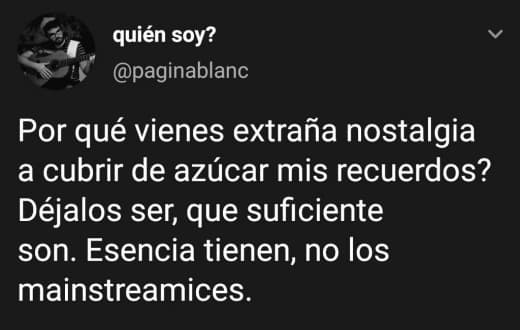 quién soy?
@paginablanc
Por qué vienes extraña nostalgia
a cubrir de azúcar mis recuerdos?
Déjalos ser, que suficiente
son. Esencia tienen, no los
mainstreamices.